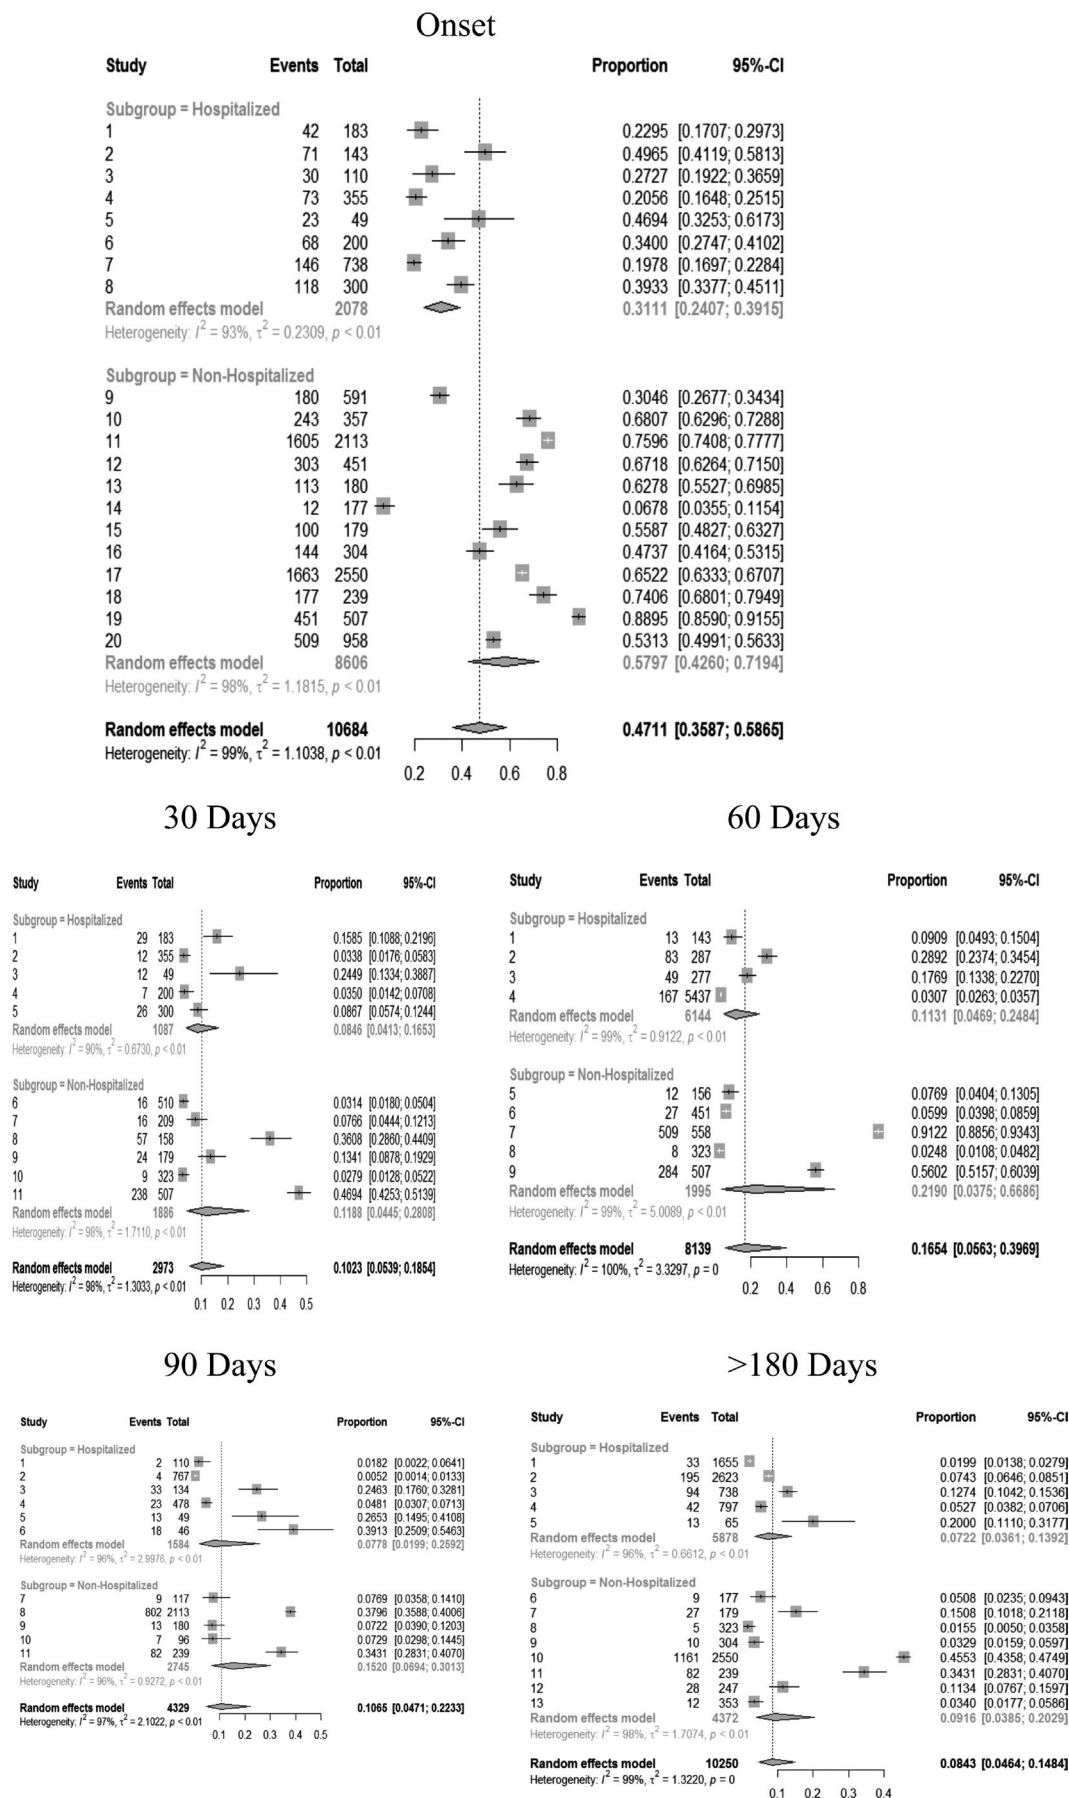 Onset
Study Events Total Proportion 95%-CI
Subgroup = Hospitalized
1 42 183 0.2295 [0.1707; 0.2973]
2 71 143 0.4965 [0.4119; 0.5813]
3 30 110 0.2727 [0.1922; 0.3659]
4 73 355 0.2056 [0.1648; 0.2515]
5 23 49 0.4694 [0.3253; 0.6173]
6 68 200 0.3400 [0.2747; 0.4102]
7 146 738 0.1978 [0.1697; 0.2284]
8 118 300 0.3933 [0.3377; 0.4511]
Random effects model 2078 0.3111 [0.2407; 0.3915]
Heterogeneity: I² = 93%, τ² = 0.2309, p < 0.01
Subgroup = Non-Hospitalized
9 180 591 0.3046 [0.2677; 0.3434]
10 243 357 0.6807 [0.6296; 0.7288]
11 1605 2113 0.7596 [0.7408; 0.7777]
12 303 451 0.6718 [0.6264; 0.7150]
13 113 180 0.6278 [0.5527; 0.6985]
14 12 177 0.0678 [0.0355; 0.1154]
15 100 179 0.5587 [0.4827; 0.6327]
16 144 304 0.4737 [0.4164; 0.5315]
17 1663 2550 0.6522 [0.6333; 0.6707]
18 177 239 0.7406 [0.6801; 0.7949]
19 451 507 0.8895 [0.8590; 0.9155]
20 509 958 0.5313 [0.4991; 0.5633]
Random effects model 8606 0.5797 [0.4260; 0.7194]
Heterogeneity: I² = 98%, τ² = 1.1815, p < 0.01
Random effects model 10684 0.4711 [0.3587; 0.5865]
Heterogeneity: I² = 99%, τ² = 1.1038, p < 0.01
0.2 0.4 0.6 0.8
30 Days
Study Events Total Proportion 95%-CI
Subgroup = Hospitalized
1 29 183 0.1585 [0.1088; 0.2196]
2 12 355 0.0338 [0.0176; 0.0583]
3 12 49 0.2449 [0.1334; 0.3887]
4 7 200 0.0350 [0.0142; 0.0708]
5 26 300 0.0867 [0.0574; 0.1244]
Random effects model 1087 0.0846 [0.0413; 0.1653]
Heterogeneity: I² = 90%, τ² = 0.6730, p < 0.01
Subgroup = Non-Hospitalized
6 16 510 0.0314 [0.0180; 0.0504]
7 16 209 0.0766 [0.0444; 0.1213]
8 57 158 0.3608 [0.2860; 0.4409]
9 24 179 0.1341 [0.0878; 0.1929]
10 9 323 0.0279 [0.0128; 0.0522]
11 238 507 0.4694 [0.4253; 0.5139]
Random effects model 1886 0.1188 [0.0445; 0.2808]
Heterogeneity: I² = 98%, τ² = 1.7110, p < 0.01
Random effects model 2973 0.1023 [0.0539; 0.1854]
Heterogeneity: I² = 98%, τ² = 1.3033, p < 0.01
0.1 0.2 0.3 0.4 0.5
60 Days
Study Events Total Proportion 95%-CI
Subgroup = Hospitalized
1 13 143 0.0909 [0.0493; 0.1504]
2 83 287 0.2892 [0.2374; 0.3454]
3 49 277 0.1769 [0.1338; 0.2270]
4 167 5437 0.0307 [0.0263; 0.0357]
Random effects model 6144 0.1131 [0.0469; 0.2484]
Heterogeneity: I² = 99%, τ² = 0.9122, p < 0.01
Subgroup = Non-Hospitalized
5 12 156 0.0769 [0.0404; 0.1305]
6 27 451 0.0599 [0.0398; 0.0859]
7 509 558 0.9122 [0.8856; 0.9343]
8 8 323 0.0248 [0.0108; 0.0482]
9 284 507 0.5602 [0.5157; 0.6039]
Random effects model 1995 0.2190 [0.0375; 0.6686]
Heterogeneity: I² = 99%, τ² = 5.0089, p < 0.01
Random effects model 8139 0.1654 [0.0563; 0.3969]
Heterogeneity: I² = 100%, τ² = 3.3297, p = 0
0.2 0.4 0.6 0.8
90 Days
Study Events Total Proportion 95%-CI
Subgroup = Hospitalized
1 2 110 0.0182 [0.0022; 0.0641]
2 4 767 0.0052 [0.0014; 0.0133]
3 33 134 0.2463 [0.1760; 0.3281]
4 23 478 0.0481 [0.0307; 0.0713]
5 13 49 0.2653 [0.1495; 0.4108]
6 18 46 0.3913 [0.2509; 0.5463]
Random effects model 1584 0.0778 [0.0199; 0.2592]
Heterogeneity: I² = 96%, τ² = 2.9976, p < 0.01
Subgroup = Non-Hospitalized
7 9 117 0.0769 [0.0358; 0.1410]
8 802 2113 0.3796 [0.3588; 0.4006]
9 13 180 0.0722 [0.0390; 0.1203]
10 7 96 0.0729 [0.0298; 0.1445]
11 82 239 0.3431 [0.2831; 0.4070]
Random effects model 2745 0.1520 [0.0694; 0.3013]
Heterogeneity: I² = 96%, τ² = 0.9272, p < 0.01
Random effects model 4329 0.1065 [0.0471; 0.2233]
Heterogeneity: I² = 97%, τ² = 2.1022, p < 0.01
0.1 0.2 0.3 0.4 0.5
>180 Days
Study Events Total Proportion 95%-CI
Subgroup = Hospitalized
1 33 1655 0.0199 [0.0138; 0.0279]
2 195 2623 0.0743 [0.0646; 0.0851]
3 94 738 0.1274 [0.1042; 0.1536]
4 42 797 0.0527 [0.0382; 0.0706]
5 13 65 0.2000 [0.1110; 0.3177]
Random effects model 5878 0.0722 [0.0361; 0.1392]
Heterogeneity: I² = 96%, τ² = 0.6612, p < 0.01
Subgroup = Non-Hospitalized
6 9 177 0.0508 [0.0235; 0.0943]
7 27 179 0.1508 [0.1018; 0.2118]
8 5 323 0.0155 [0.0050; 0.0358]
9 10 304 0.0329 [0.0159; 0.0597]
10 1161 2550 0.4553 [0.4358; 0.4749]
11 82 239 0.3431 [0.2831; 0.4070]
12 28 247 0.1134 [0.0767; 0.1597]
13 12 353 0.0340 [0.0177; 0.0586]
Random effects model 4372 0.0916 [0.0385; 0.2029]
Heterogeneity: I² = 98%, τ² = 1.7074, p < 0.01
Random effects model 10250 0.0843 [0.0464; 0.1484]
Heterogeneity: I² = 99%, τ² = 1.3220, p = 0
0.1 0.2 0.3 0.4